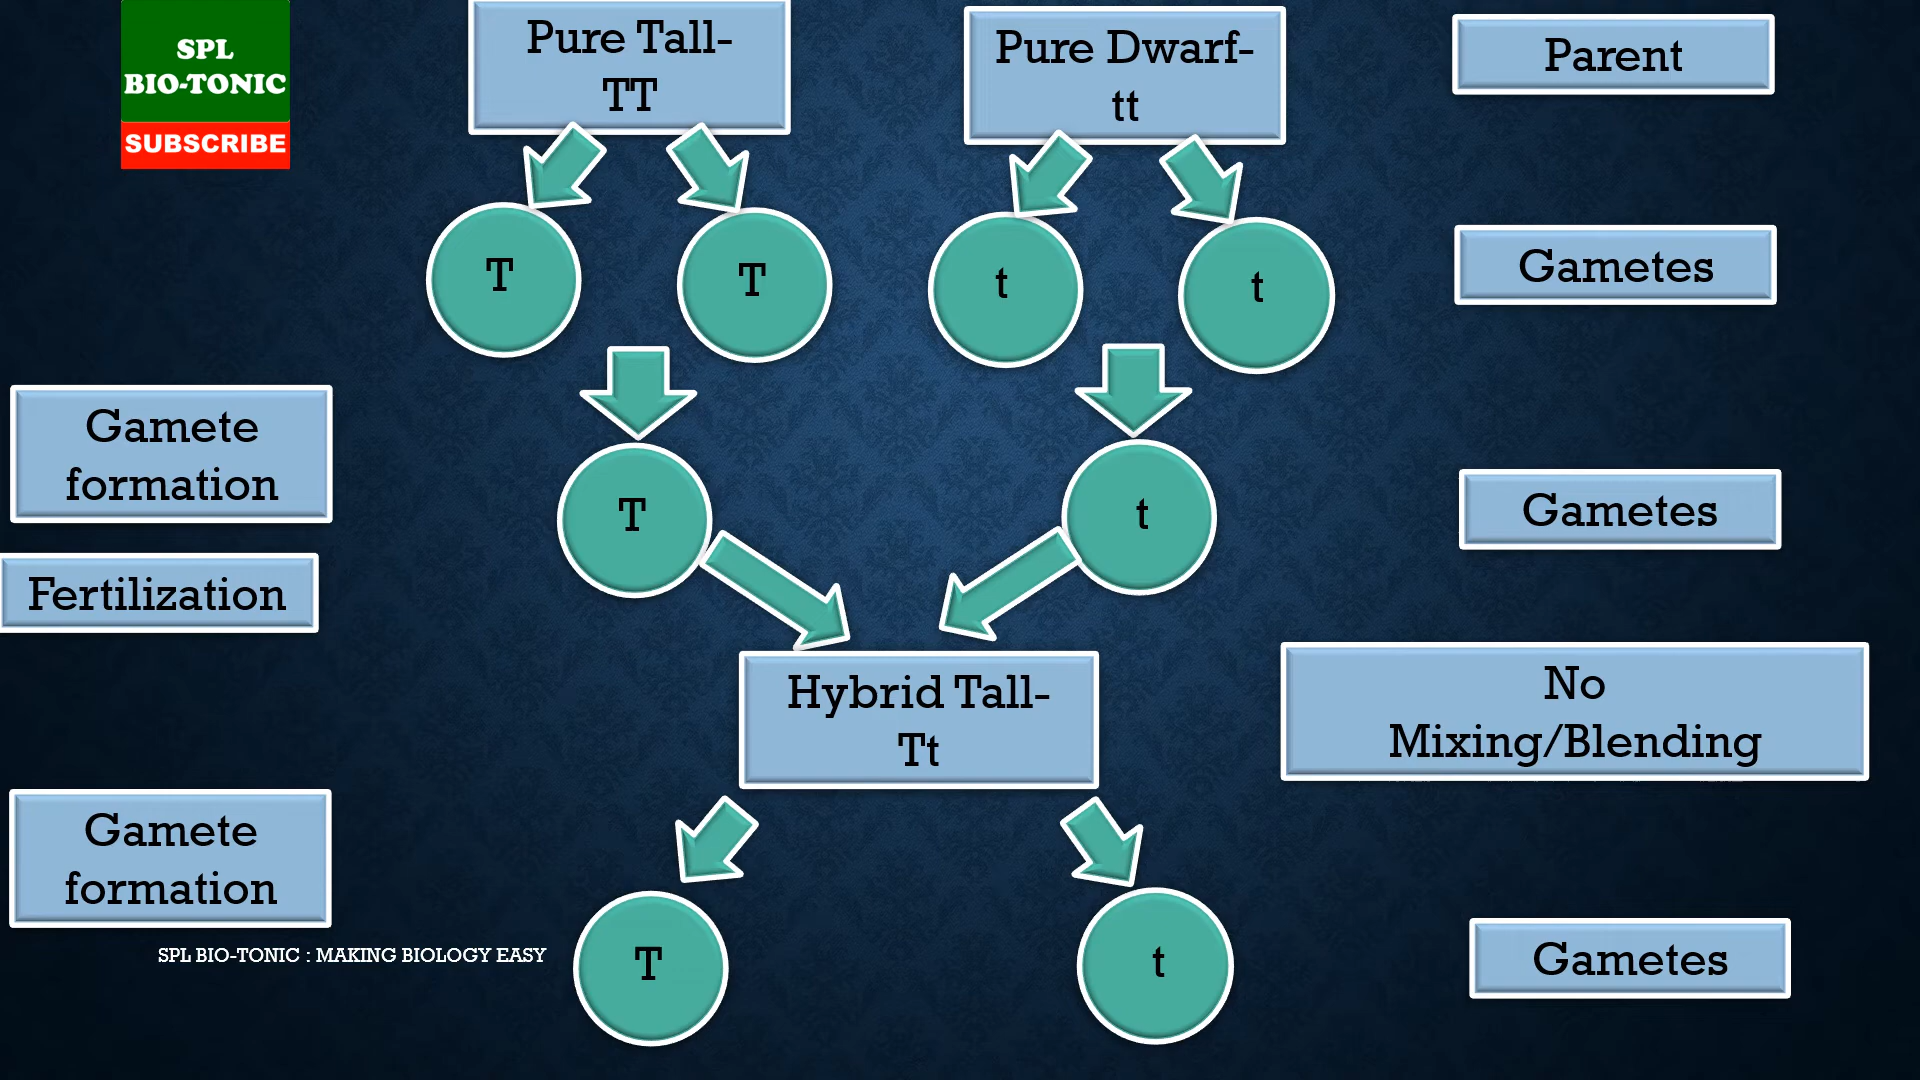 SPL
BIO-TONIC
SUBSCRIBE
Pure Tall-
TT
Pure Dwarf-
tt
Parent
T
T
t
t
Gametes
Gamete
formation
T
t
Gametes
Fertilization
Hybrid Tall-
Tt
No
Mixing/Blending
Gamete
formation
T
t
Gametes
SPL BIO-TONIC : MAKING BIOLOGY EASY